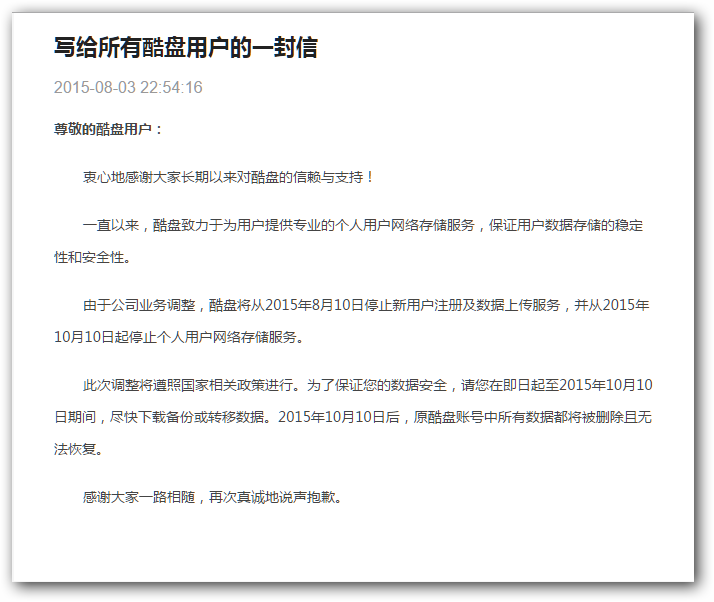 写给所有酷盘用户的一封信
2015-08-03 22:54:16
尊敬的酷盘用户：
衷心地感谢大家长期以来对酷盘的信赖与支持！
一直以来，酷盘致力于为用户提供专业的个人用户网络存储服务，保证用户数据存储的稳定
性和安全性。
由于公司业务调整，酷盘将从2015年8月10日停止新用户注册及数据上传服务，并从2015年
10月10日起停止个人用户网络存储服务。
此次调整将遵照国家相关政策进行。为了保证您的数据安全，请您在即日起至2015年10月10
日期间，尽快下载备份或转移数据。2015年10月10日后，原酷盘账号中所有数据都将被删除且无
法恢复。
感谢大家一路相随，再次真诚地说声抱歉。